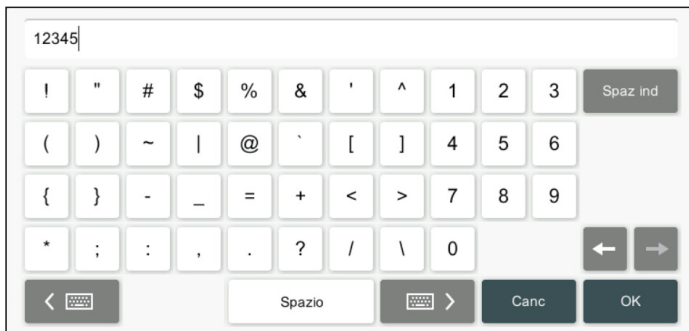 12345
! " # $ % & ' ^ 1 2 3 Spaz ind
( ) ~ | @ ` [ ] 4 5 6
{ } - _ = + < > 7 8 9
* ; : , . ? / \ 0 ← →
< Spazio > Canc OK